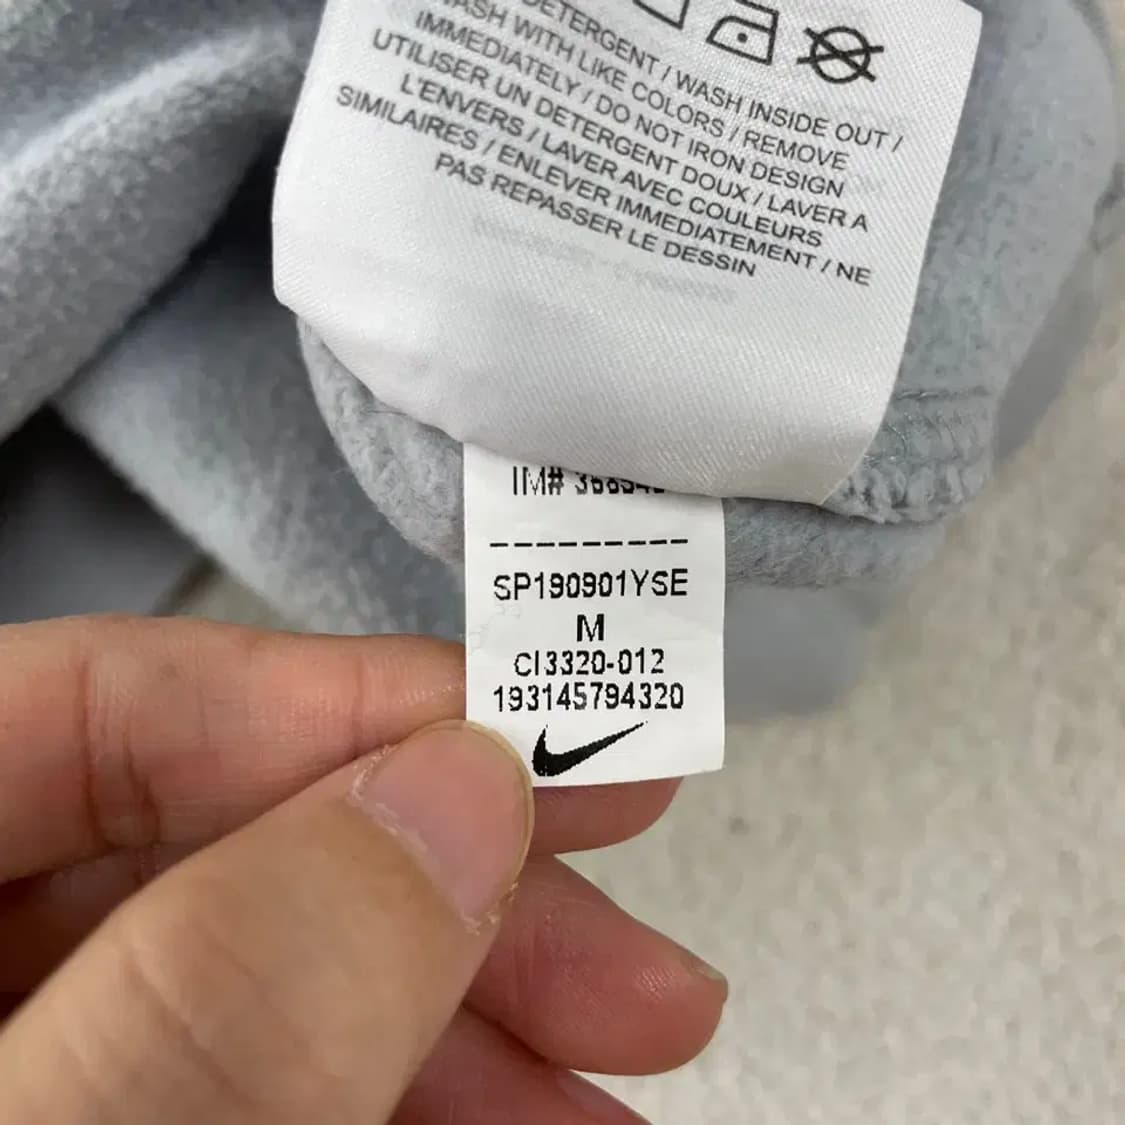 DETERGENT / WASH INSIDE OUT /
WASH WITH LIKE COLORS / REMOVE
IMMEDIATELY / DO NOT IRON DESIGN
UTILISER UN DETERGENT DOUX / LAVER A
L'ENVERS / LAVER AVEC COULEURS
SIMILAIRES / ENLEVER IMMEDIATEMENT / NE
PAS REPASSER LE DESSIN
IM#
SP190901YSE
M
CI3320-012
193145794320